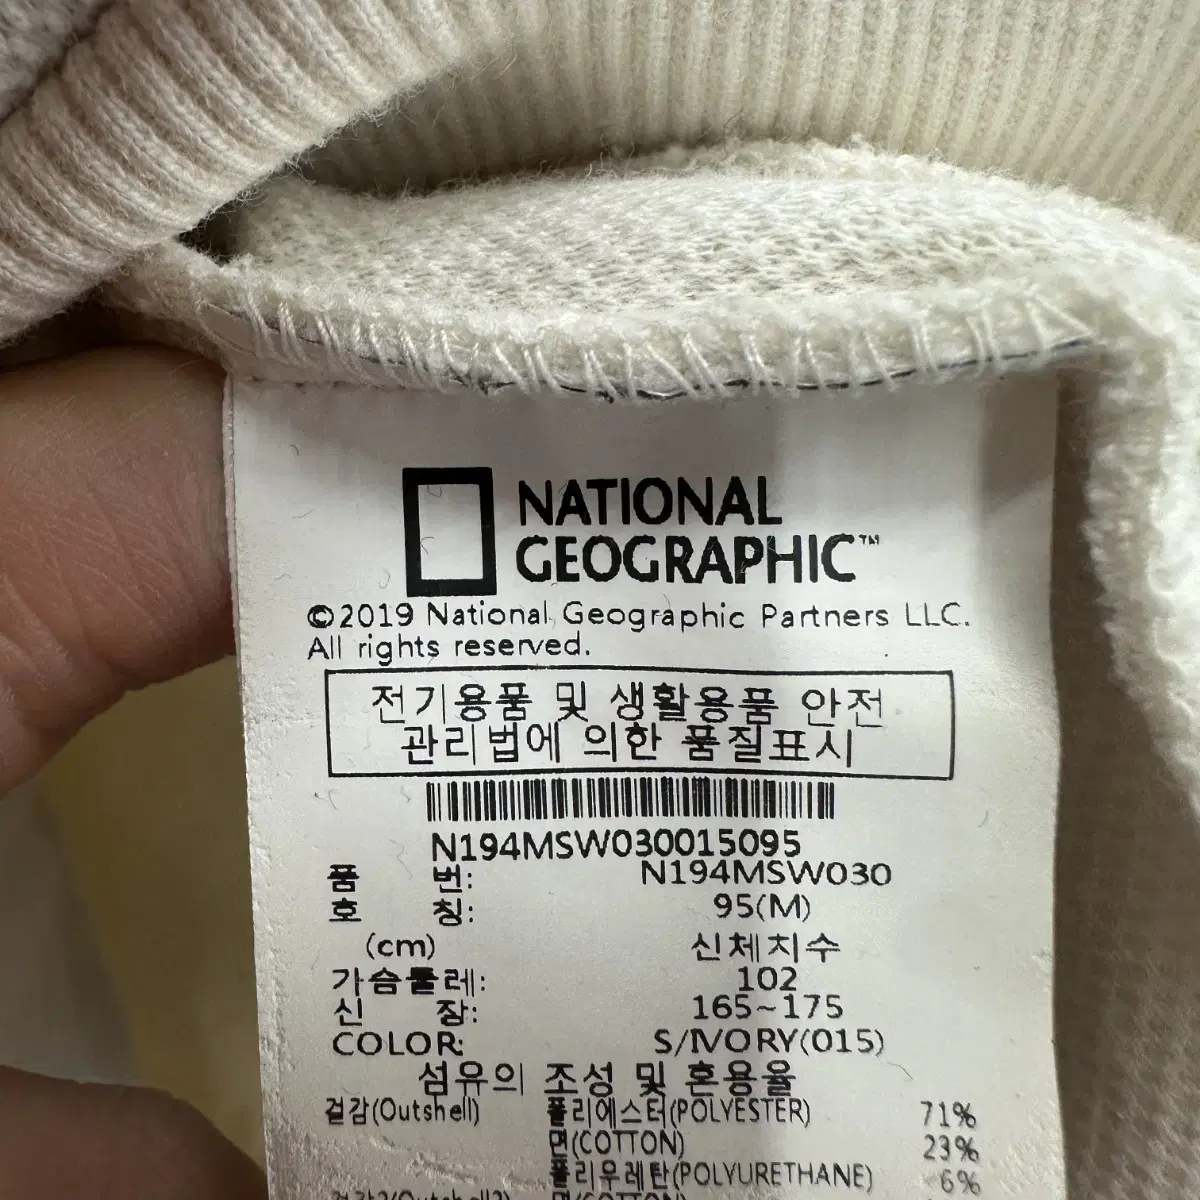 NATIONAL
GEOGRAPHIC™
©2019 National Geographic Partners LLC.
All rights reserved.
전기용품 및 생활용품 안전
관리법에 의한 품질표시
N194MSW030015095
품 번: N194MSW030
호 칭: 95(M)
(cm) 신체치수
가슴둘레: 102
신 장: 165~175
COLOR: S/IVORY(015)
섬유의 조성 및 혼용율
겉감(Outshell) 폴리에스터(POLYESTER) 71%
면(COTTON) 23%
폴리우레탄(POLYURETHANE) 6%